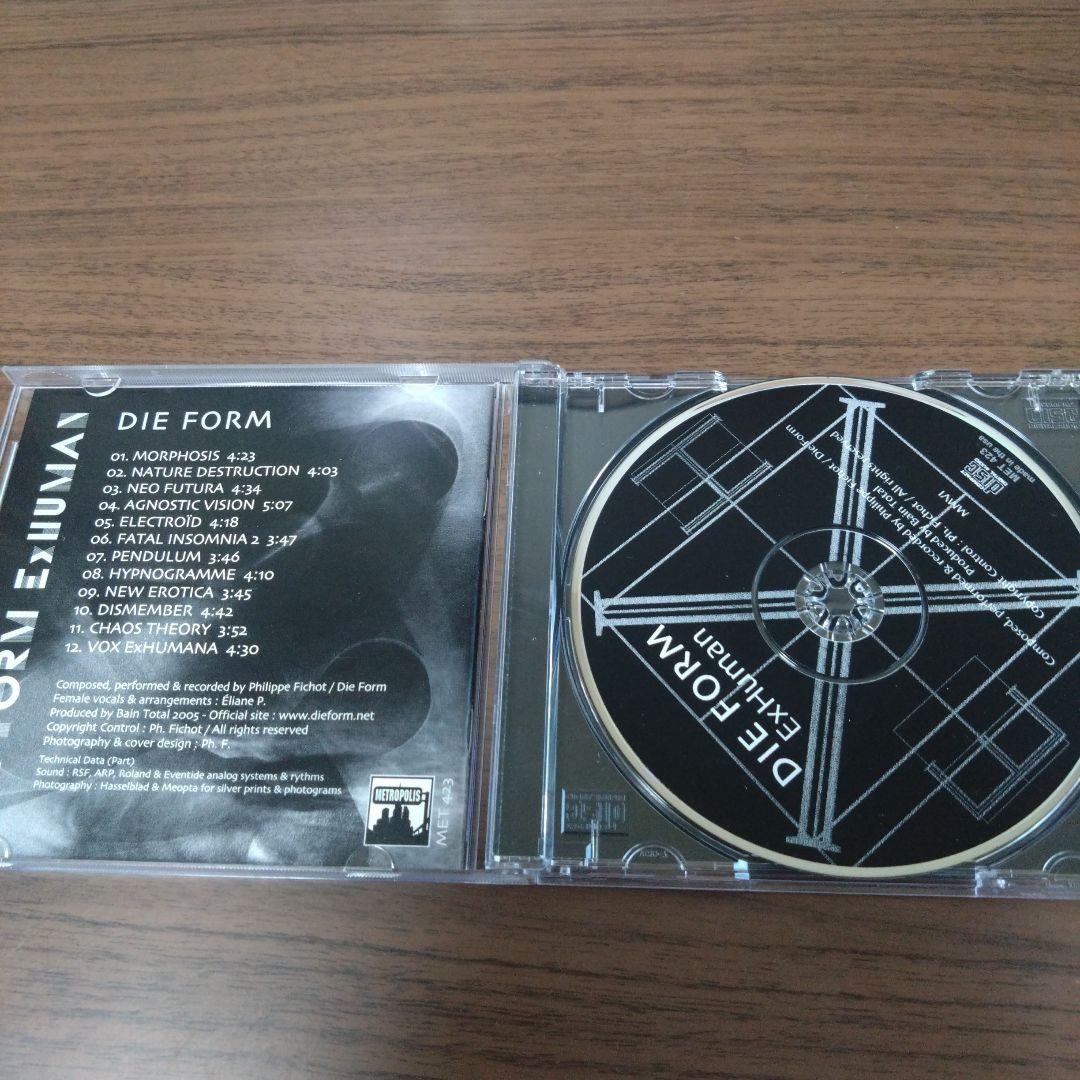 FORM ExHUMAN
DIE FORM
01. MORPHOSIS 4:23
02. NATURE DESTRUCTION 4:03
03. NEO FUTURA 4:34
04. AGNOSTIC VISION 5:07
05. ELECTROÏD 4:18
06. FATAL INSOMNIA 2 3:47
07. PENDULUM 3:46
08. HYPNOGRAMME 4:10
09. NEW EROTICA 3:45
10. DISMEMBER 4:42
11. CHAOS THEORY 3:52
12. VOX ExHUMANA 4:30
Composed, performed & recorded by Philippe Fichot / Die Form
Female vocals & arrangements : Éliane P.
Produced by Bain Total 2005 - Official site : www.dieform.net
Copyright Control : Ph. Fichot / All rights reserved
Photography & cover design : Ph. F.
Technical Data (Part)
Sound : RSF, ARP, Roland & Eventide analog systems & rythms
Photography : Hasselblad & Meopta for silver prints & photograms
METROPOLIS
MET 423
DIE FORM
ExHuman
Composed, performed & recorded by Philippe Fichot / Die Form
Produced by Bain Total
Copyright Control : Ph. Fichot / All rights reserved
MMVI
MET 423
made in the usa
disc